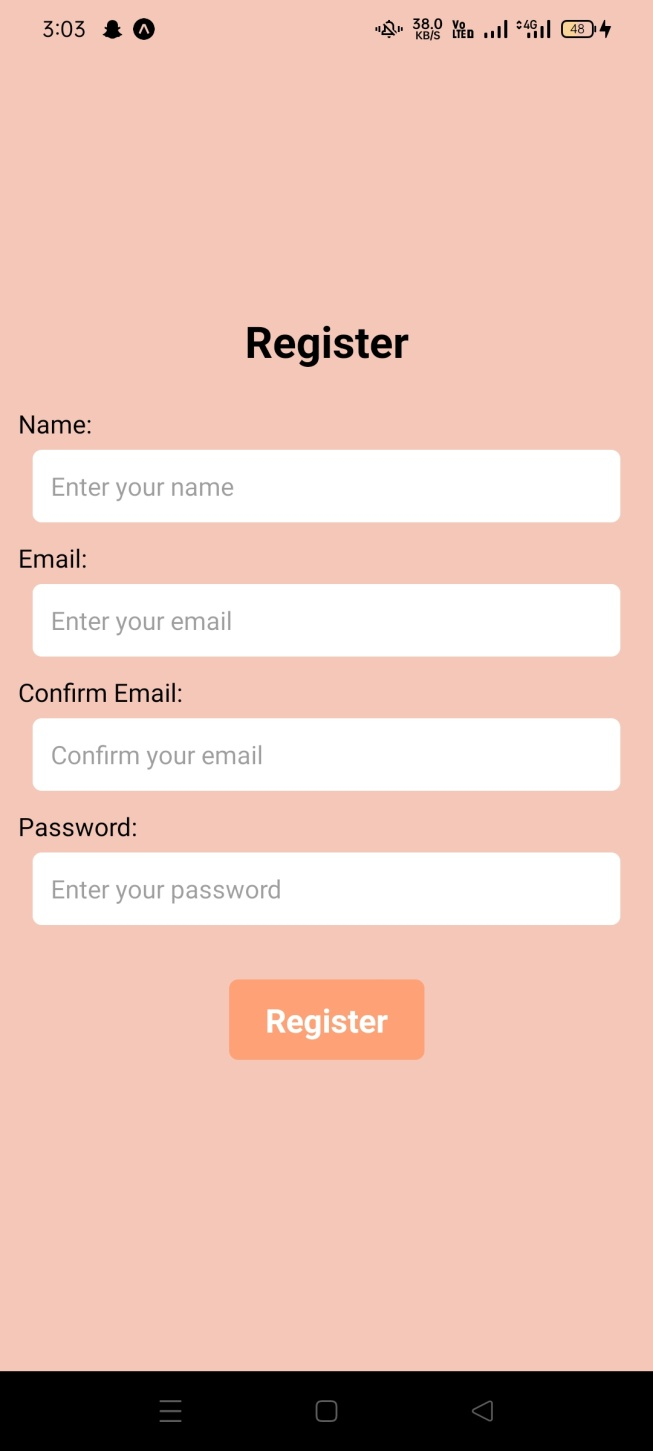 3:03 38.0 KB/S Vo LTE 4G 48
Register
Name:
Enter your name
Email:
Enter your email
Confirm Email:
Confirm your email
Password:
Enter your password
Register